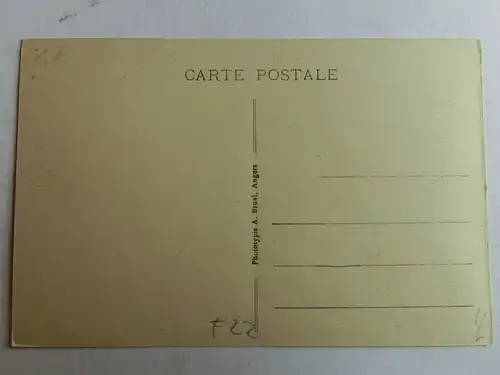 CARTE POSTALE
Phototypie A. Bruel, Angers
F22